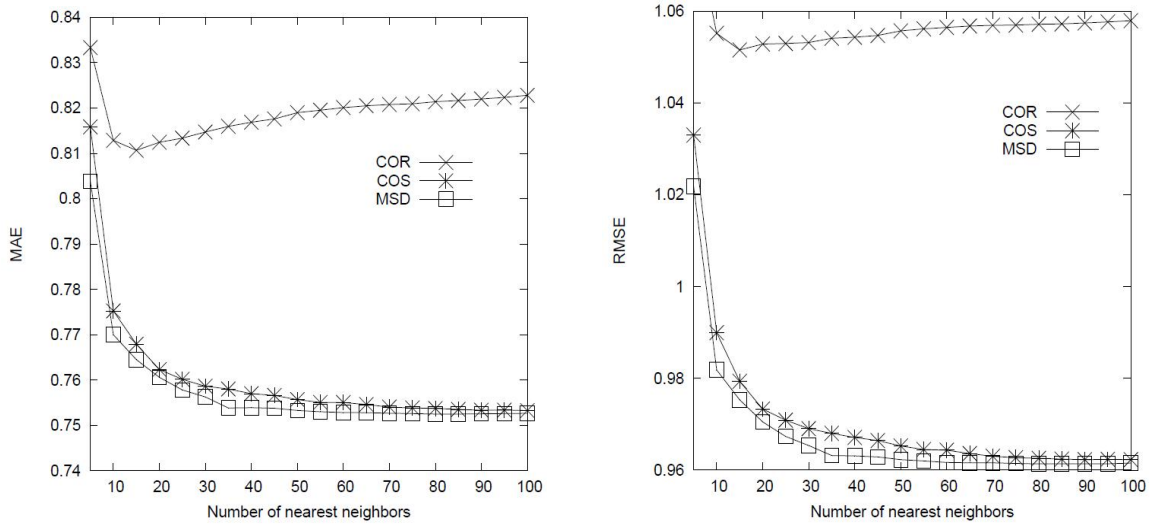 0.84
0.83
0.82
0.81
0.8
0.79
0.78
0.77
0.76
0.75
0.74
MAE
COR
COS
MSD
10 20 30 40 50 60 70 80 90 100
Number of nearest neighbors
1.06
1.04
1.02
1
0.98
0.96
RMSE
COR
COS
MSD
10 20 30 40 50 60 70 80 90 100
Number of nearest neighbors